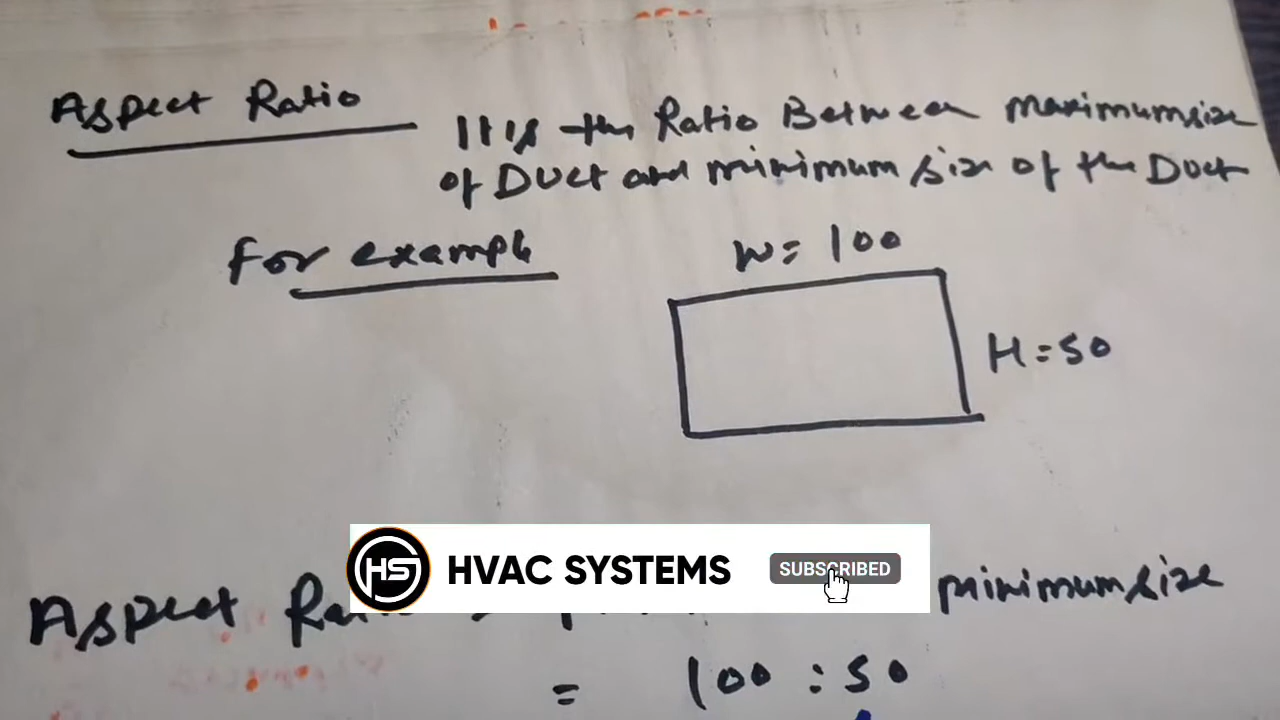 Aspect Ratio
It is the Ratio Between maximum size
of Duct and minimum size of the Duct
for example
W = 100
H = 50
HVAC SYSTEMS
SUBSCRIBED
Aspect minimum size
= 100 : 50